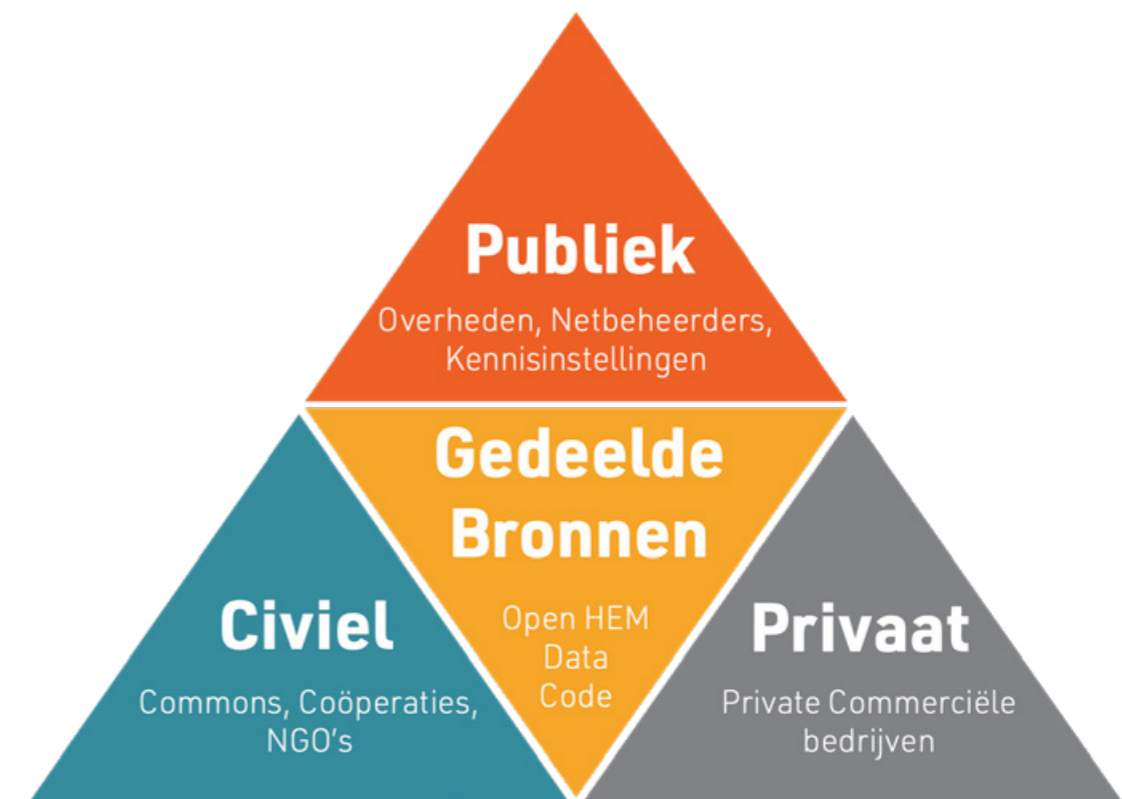 Publiek
Overheden, Netbeheerders,
Kennisinstellingen
Gedeelde
Bronnen
Open HEM
Data
Code
Civiel
Commons, Coöperaties,
NGO's
Privaat
Private Commerciële
bedrijven